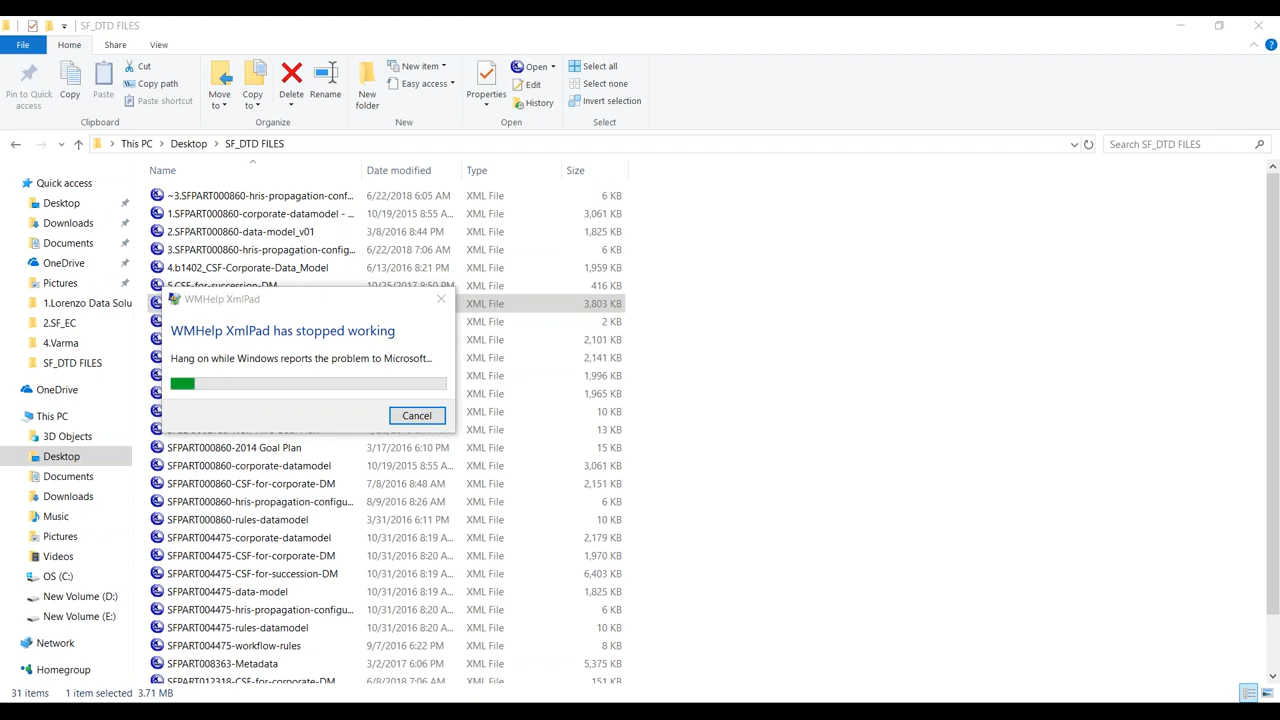 SF_DTD FILES
File Home Share View
Pin to Quick access
Copy
Paste
Cut
Copy path
Paste shortcut
Clipboard
Move to
Copy to
Delete
Rename
Organize
New folder
New item
Easy access
New
Properties
Open
Edit
History
Open
Select all
Select none
Invert selection
Select
This PC > Desktop > SF_DTD FILES
Search SF_DTD FILES
Quick access
Desktop
Downloads
Documents
OneDrive
Pictures
1.Lorenzo Data Solu
2.SF_EC
4.Varma
SF_DTD FILES
OneDrive
This PC
3D Objects
Desktop
Documents
Downloads
Music
Pictures
Videos
OS (C:)
New Volume (D:)
New Volume (E:)
Network
Homegroup
Name Date modified Type Size
~3.SFPART000860-hris-propagation-conf... 6/22/2018 6:05 AM XML File 6 KB
1.SFPART000860-corporate-datamodel - ... 10/19/2015 8:55 A... XML File 3,061 KB
2.SFPART000860-data-model_v01 3/8/2016 8:44 PM XML File 1,825 KB
3.SFPART000860-hris-propagation-config... 6/22/2018 7:06 AM XML File 6 KB
4.b1402_CSF-Corporate-Data_Model 6/13/2016 8:21 PM XML File 1,959 KB
5.CSF-for-succession-DM 10/25/2017 8:50 PM XML File 416 KB
XML File 3,803 KB
XML File 2 KB
XML File 2,101 KB
XML File 2,141 KB
XML File 1,996 KB
XML File 1,965 KB
XML File 10 KB
XML File 13 KB
SFPART000860-2014 Goal Plan 3/17/2016 6:10 PM XML File 15 KB
SFPART000860-corporate-datamodel 10/19/2015 8:55 A... XML File 3,061 KB
SFPART000860-CSF-for-corporate-DM 7/8/2016 8:48 AM XML File 2,151 KB
SFPART000860-hris-propagation-configu... 8/9/2016 8:26 AM XML File 6 KB
SFPART000860-rules-datamodel 3/31/2016 6:11 PM XML File 10 KB
SFPART004475-corporate-datamodel 10/31/2016 8:19 A... XML File 2,179 KB
SFPART004475-CSF-for-corporate-DM 10/31/2016 8:20 A... XML File 1,970 KB
SFPART004475-CSF-for-succession-DM 10/31/2016 8:19 A... XML File 6,403 KB
SFPART004475-data-model 10/31/2016 8:19 A... XML File 1,825 KB
SFPART004475-hris-propagation-configu... 10/31/2016 8:20 A... XML File 6 KB
SFPART004475-rules-datamodel 10/31/2016 8:20 A... XML File 10 KB
SFPART004475-workflow-rules 9/7/2016 6:22 PM XML File 8 KB
SFPART008363-Metadata 3/2/2017 6:06 PM XML File 5,375 KB
SFPART012318-CSF-for-corporate-DM 6/8/2018 7:06 AM XML File 151 KB
WMHelp XmlPad
WMHelp XmlPad has stopped working
Hang on while Windows reports the problem to Microsoft...
Cancel
31 items 1 item selected 3.71 MB